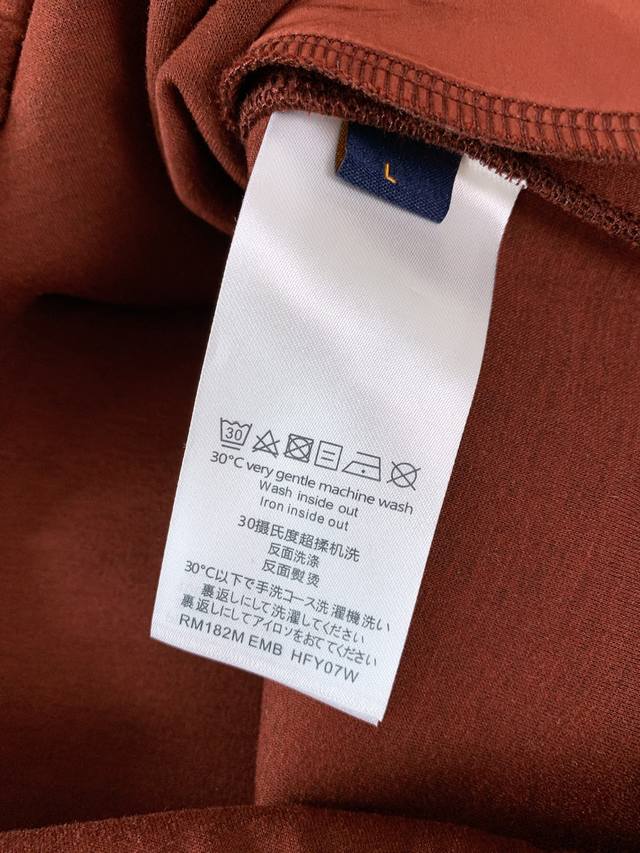 L
30
30°C very gentle machine wash
Wash inside out
Iron inside out
30摄氏度超揉机洗
反面洗涤
反面熨烫
30°C以下で手洗コース洗濯機洗い
裏返しにして洗濯してください
裏返しにしてアイロンをおててください
RM182M EMB HFY07W